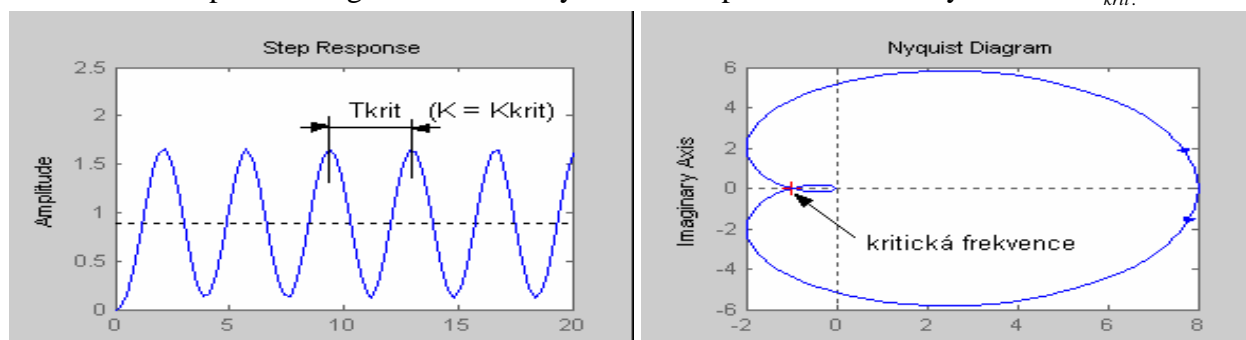 krit.
Step Response
2.5
2
1.5
1
0.5
0
Amplitude
Tkrit (K = Kkrit)
0 5 10 15 20
Nyquist Diagram
6
4
2
0
-2
-4
-6
Imaginary Axis
kritická frekvence
-2 0 2 4 6 8